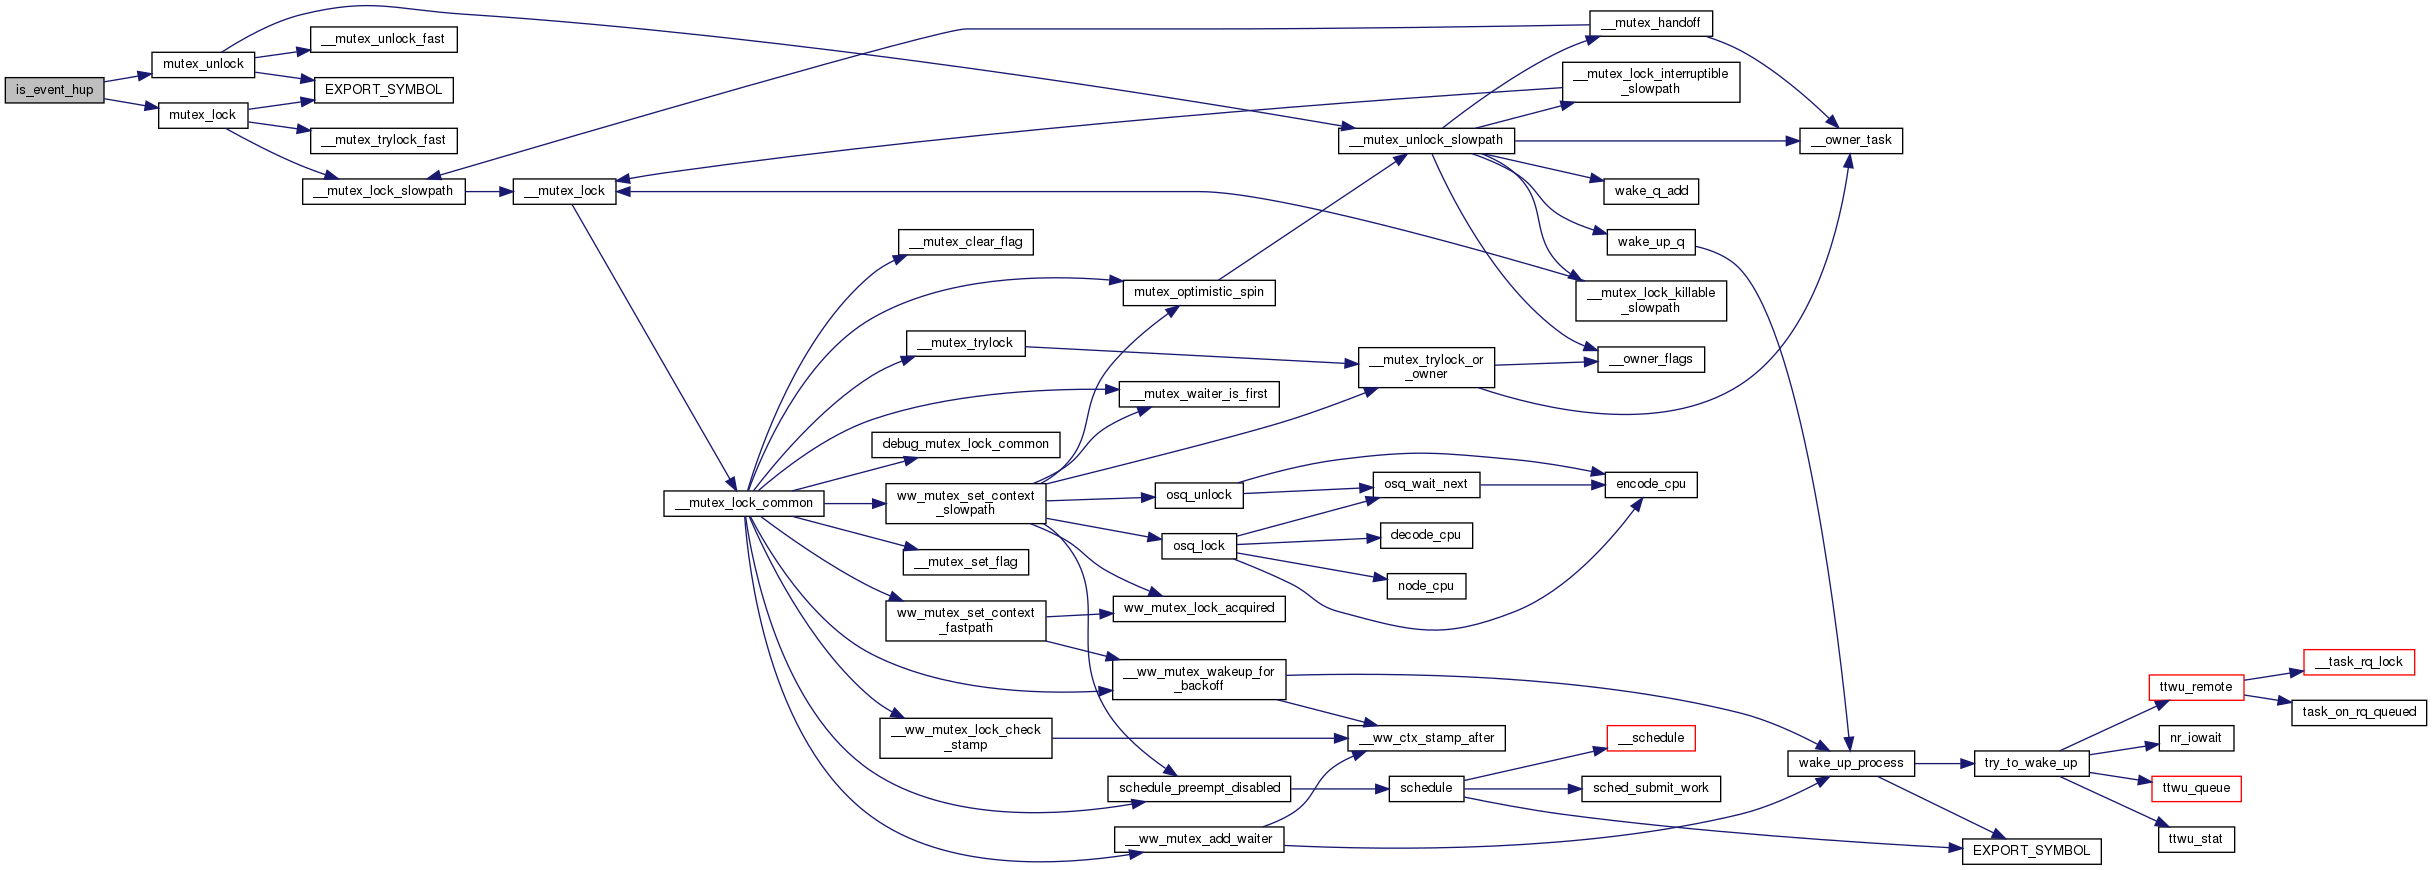 is_event_hup
mutex_unlock
mutex_lock
__mutex_unlock_fast
EXPORT_SYMBOL
__mutex_trylock_fast
__mutex_lock_slowpath
__mutex_lock
__mutex_lock_common
__mutex_clear_flag
mutex_optimistic_spin
__mutex_trylock
__mutex_waiter_is_first
debug_mutex_lock_common
ww_mutex_set_context
_slowpath
__mutex_set_flag
ww_mutex_set_context
_fastpath
__ww_mutex_lock_check
_stamp
osq_unlock
osq_lock
ww_mutex_lock_acquired
__ww_mutex_wakeup_for
_backoff
schedule_preempt_disabled
__ww_mutex_add_waiter
__mutex_unlock_slowpath
__mutex_trylock_or
_owner
osq_wait_next
decode_cpu
node_cpu
__ww_ctx_stamp_after
schedule
__mutex_handoff
__mutex_lock_interruptible
_slowpath
__owner_task
wake_q_add
wake_up_q
__mutex_lock_killable
_slowpath
__owner_flags
encode_cpu
__schedule
sched_submit_work
wake_up_process
EXPORT_SYMBOL
try_to_wake_up
ttwu_remote
nr_iowait
ttwu_queue
ttwu_stat
__task_rq_lock
task_on_rq_queued